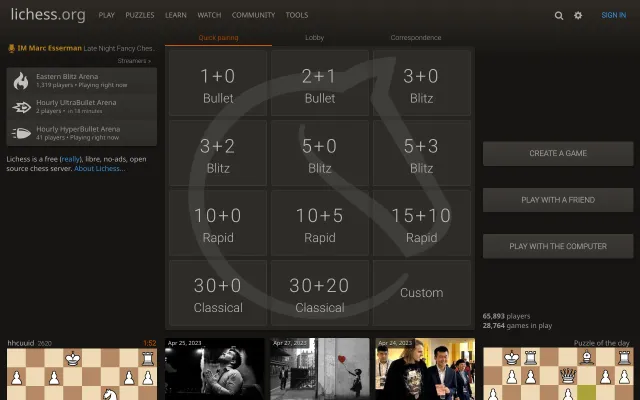 lichess.org PLAY PUZZLES LEARN WATCH COMMUNITY TOOLS SIGN IN
Quick pairing Lobby Correspondence
IM Marc Esserman Late Night Fancy Ches.
Streamers »
Eastern Blitz Arena
1,319 players • Playing right now
Hourly UltraBullet Arena
2 players • in 18 minutes
Hourly HyperBullet Arena
41 players • Playing right now
Lichess is a free (really), libre, no-ads, open
source chess server. About Lichess...
1+0
Bullet
2+1
Bullet
3+0
Blitz
3+2
Blitz
5+0
Blitz
5+3
Blitz
10+0
Rapid
10+5
Rapid
15+10
Rapid
30+0
Classical
30+20
Classical
Custom
CREATE A GAME
PLAY WITH A FRIEND
PLAY WITH THE COMPUTER
65,893 players
28,764 games in play
hhcuuid 2620 1:52
Apr 25, 2023
Apr 27, 2023
Apr 24, 2023
Puzzle of the day